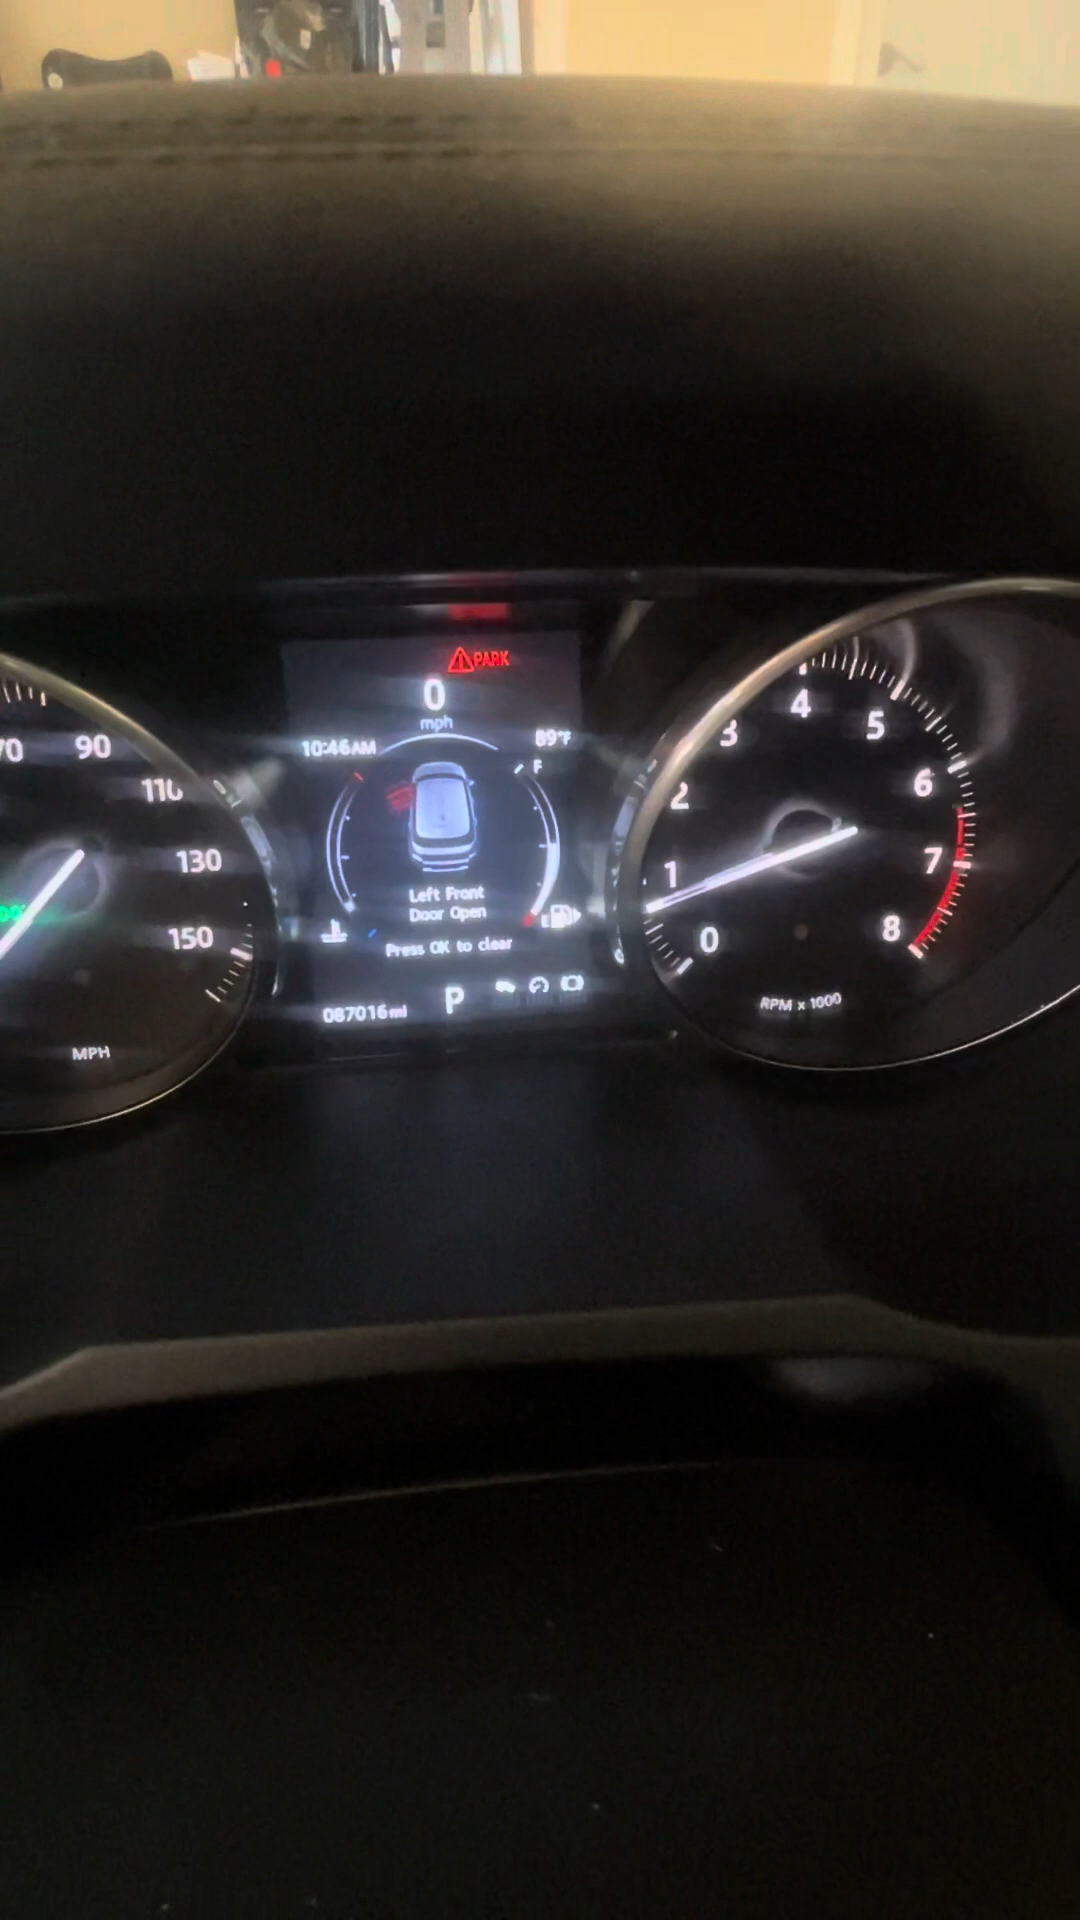 PARK
0
mph
10:46AM
89°F
F
E
Left Front
Door Open
Press OK to clear
087016mi
P
90
110
130
150
MPH
0
1
2
3
4
5
6
7
8
RPM x 1000